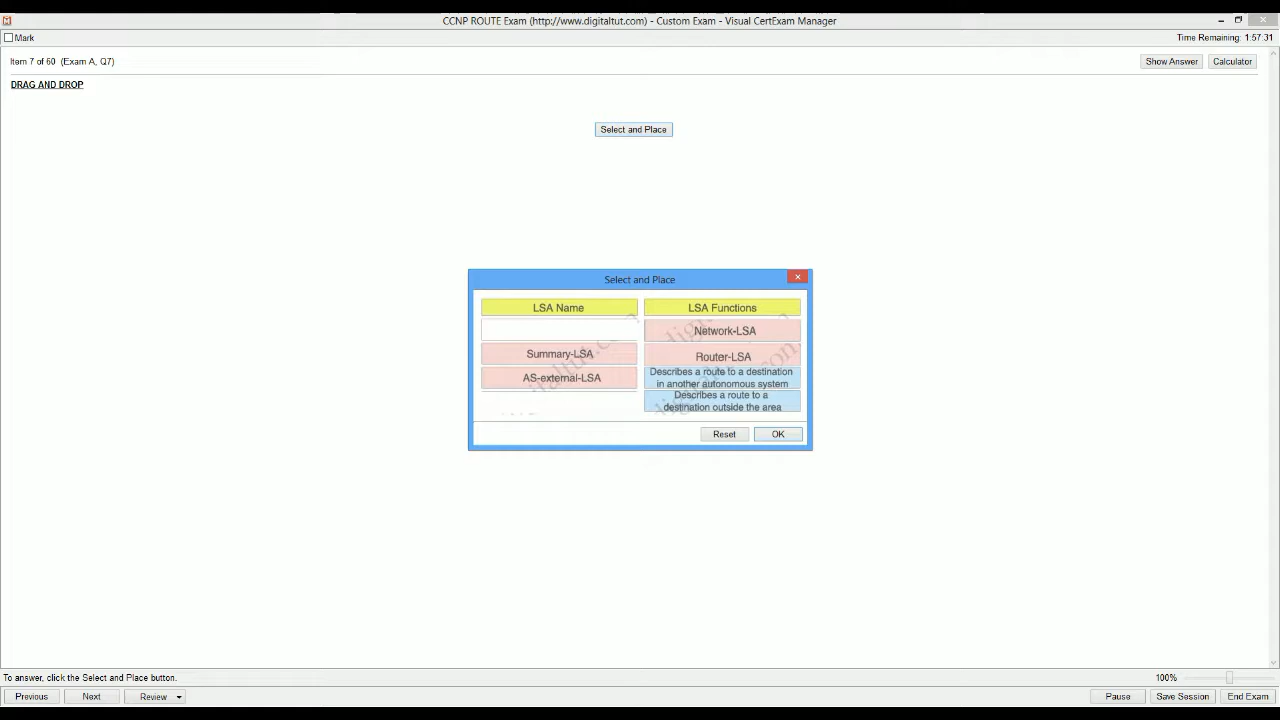 CCNP ROUTE Exam (http://www.digitaltut.com) - Custom Exam - Visual CertExam Manager
Mark
Time Remaining: 1:57:31
Item 7 of 60 (Exam A, Q7)
Show Answer
Calculator
DRAG AND DROP
Select and Place
Select and Place
LSA Name
LSA Functions
Network-LSA
Summary-LSA
Router-LSA
AS-external-LSA
Describes a route to a destination
in another autonomous system
Describes a route to a
destination outside the area
Reset
OK
To answer, click the Select and Place button.
100%
Previous
Next
Review
Pause
Save Session
End Exam